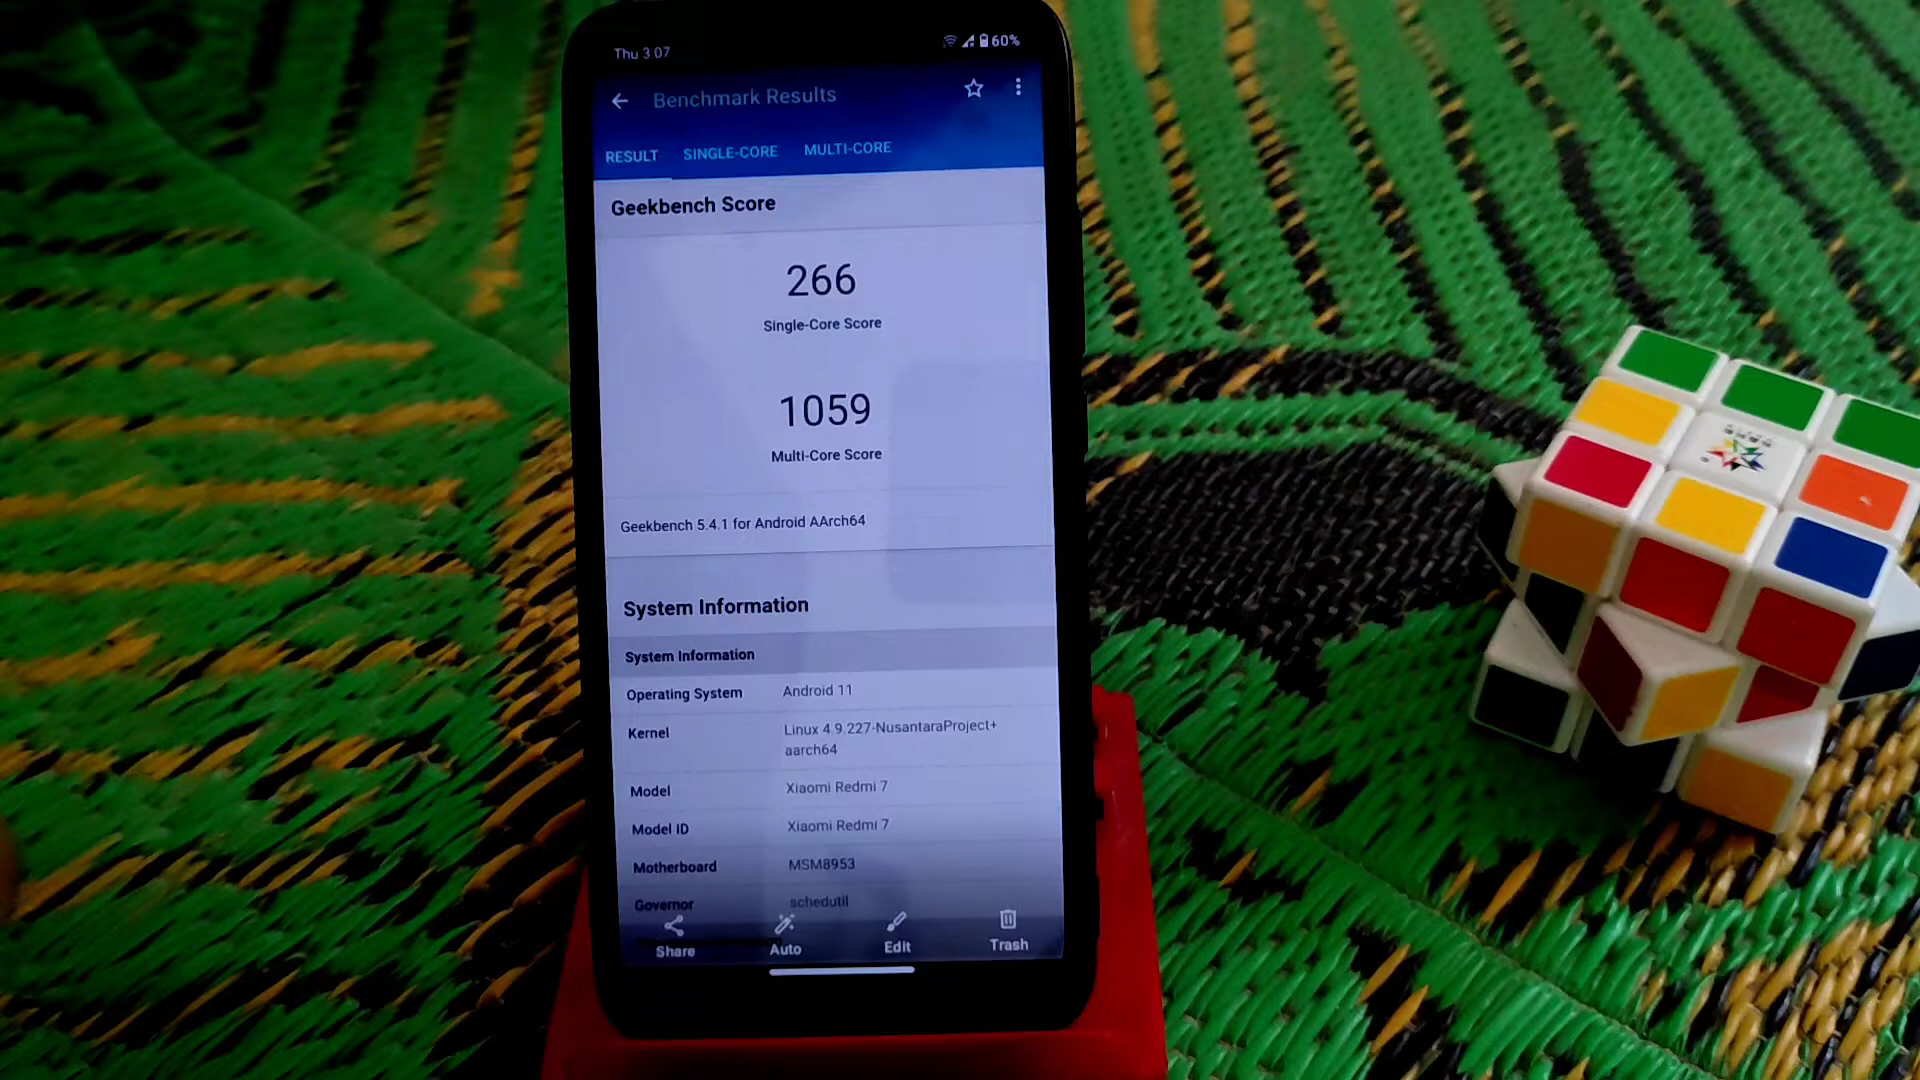 Thu 3 07
60%
Benchmark Results
RESULT SINGLE-CORE MULTI-CORE
Geekbench Score
266
Single-Core Score
1059
Multi-Core Score
Geekbench 5.4.1 for Android AArch64
System Information
System Information
Operating System Android 11
Kernel Linux 4.9.227-NusantaraProject+
aarch64
Model Xiaomi Redmi 7
Model ID Xiaomi Redmi 7
Motherboard MSM8953
Governor schedutil
Share Auto Edit Trash